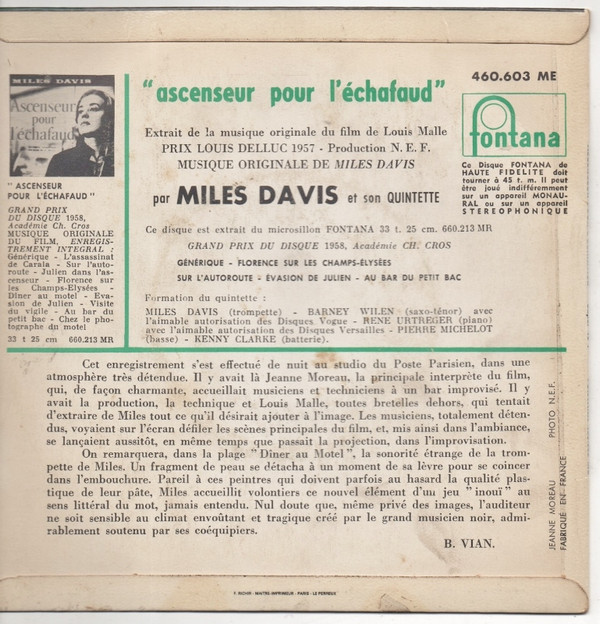 MILES DAVIS
Ascenseur
pour
l'échafaud
" ASCENSEUR
POUR L'ÉCHAFAUD "
GRAND PRIX
DU DISQUE 1958,
Académie Ch. Cros
MUSIQUE ORIGINALE
DU FILM, ENREGIS-
TREMENT INTEGRAL :
Générique - L'assassinat
de Carala - Sur l'auto-
route - Julien dans l'as-
censeur - Florence sur
les Champs-Elysées -
Dîner au motel - Eva-
sion de Julien - Visite
du vigile - Au bar du
petit bac - Chez le pho-
tographe du motel
33 t 25 cm 660.213 MR
"ascenseur pour l'échafaud"
Extrait de la musique originale du film de Louis Malle
PRIX LOUIS DELLUC 1957 - Production N. E. F.
MUSIQUE ORIGINALE DE MILES DAVIS
par MILES DAVIS et son QUINTETTE
Ce disque est extrait du microsillon FONTANA 33 t. 25 cm. 660.213 MR
GRAND PRIX DU DISQUE 1958, Académie CH. CROS
GÉNÉRIQUE - FLORENCE SUR LES CHAMPS-ÉLYSÉES
SUR L'AUTOROUTE - ÉVASION DE JULIEN - AU BAR DU PETIT BAC
Formation du quintette :
MILES DAVIS (trompette) - BARNEY WILEN (saxo-ténor) avec
l'aimable autorisation des Disques Vogue - RENE URTREGER (piano)
avec l'aimable autorisation des Disques Versailles - PIERRE MICHELOT
(basse) - KENNY CLARKE (batterie).
460.603 ME
fontana
Ce Disque FONTANA de
HAUTE FIDELITE doit
tourner à 45 t. m. Il peut
être joué indifféremment
sur un appareil MONAU-
RAL ou sur un appareil
STEREOPHONIQUE
Cet enregistrement s'est effectué de nuit au studio du Poste Parisien, dans une
atmosphère très détendue. Il y avait là Jeanne Moreau, la principale interprète du film,
qui, de façon charmante, accueillait musiciens et techniciens à un bar improvisé. Il y
avait la production, la technique et Louis Malle, toutes bretelles dehors, qui tentait
d'extraire de Miles tout ce qu'il désirait ajouter à l'image. Les musiciens, totalement déten-
dus, voyaient sur l'écran défiler les scènes principales du film, et, mis ainsi dans l'ambiance,
se lançaient aussitôt, en même temps que passait la projection, dans l'improvisation.
On remarquera, dans la plage " Dîner au Motel ", la sonorité étrange de la trom-
pette de Miles. Un fragment de peau se détacha à un moment de sa lèvre pour se coincer
dans l'embouchure. Pareil à ces peintres qui doivent parfois au hasard la qualité plas-
tique de leur pâte, Miles accueillit volontiers ce nouvel élément d'un jeu " inouï " au
sens littéral du mot, jamais entendu. Nul doute que, même privé des images, l'auditeur
ne soit sensible au climat envoûtant et tragique créé par le grand musicien noir, admi-
rablement soutenu par ses coéquipiers.
B. VIAN.
JEANNE MOREAU PHOTO N.E.F.
FABRIQUÉ EN FRANCE